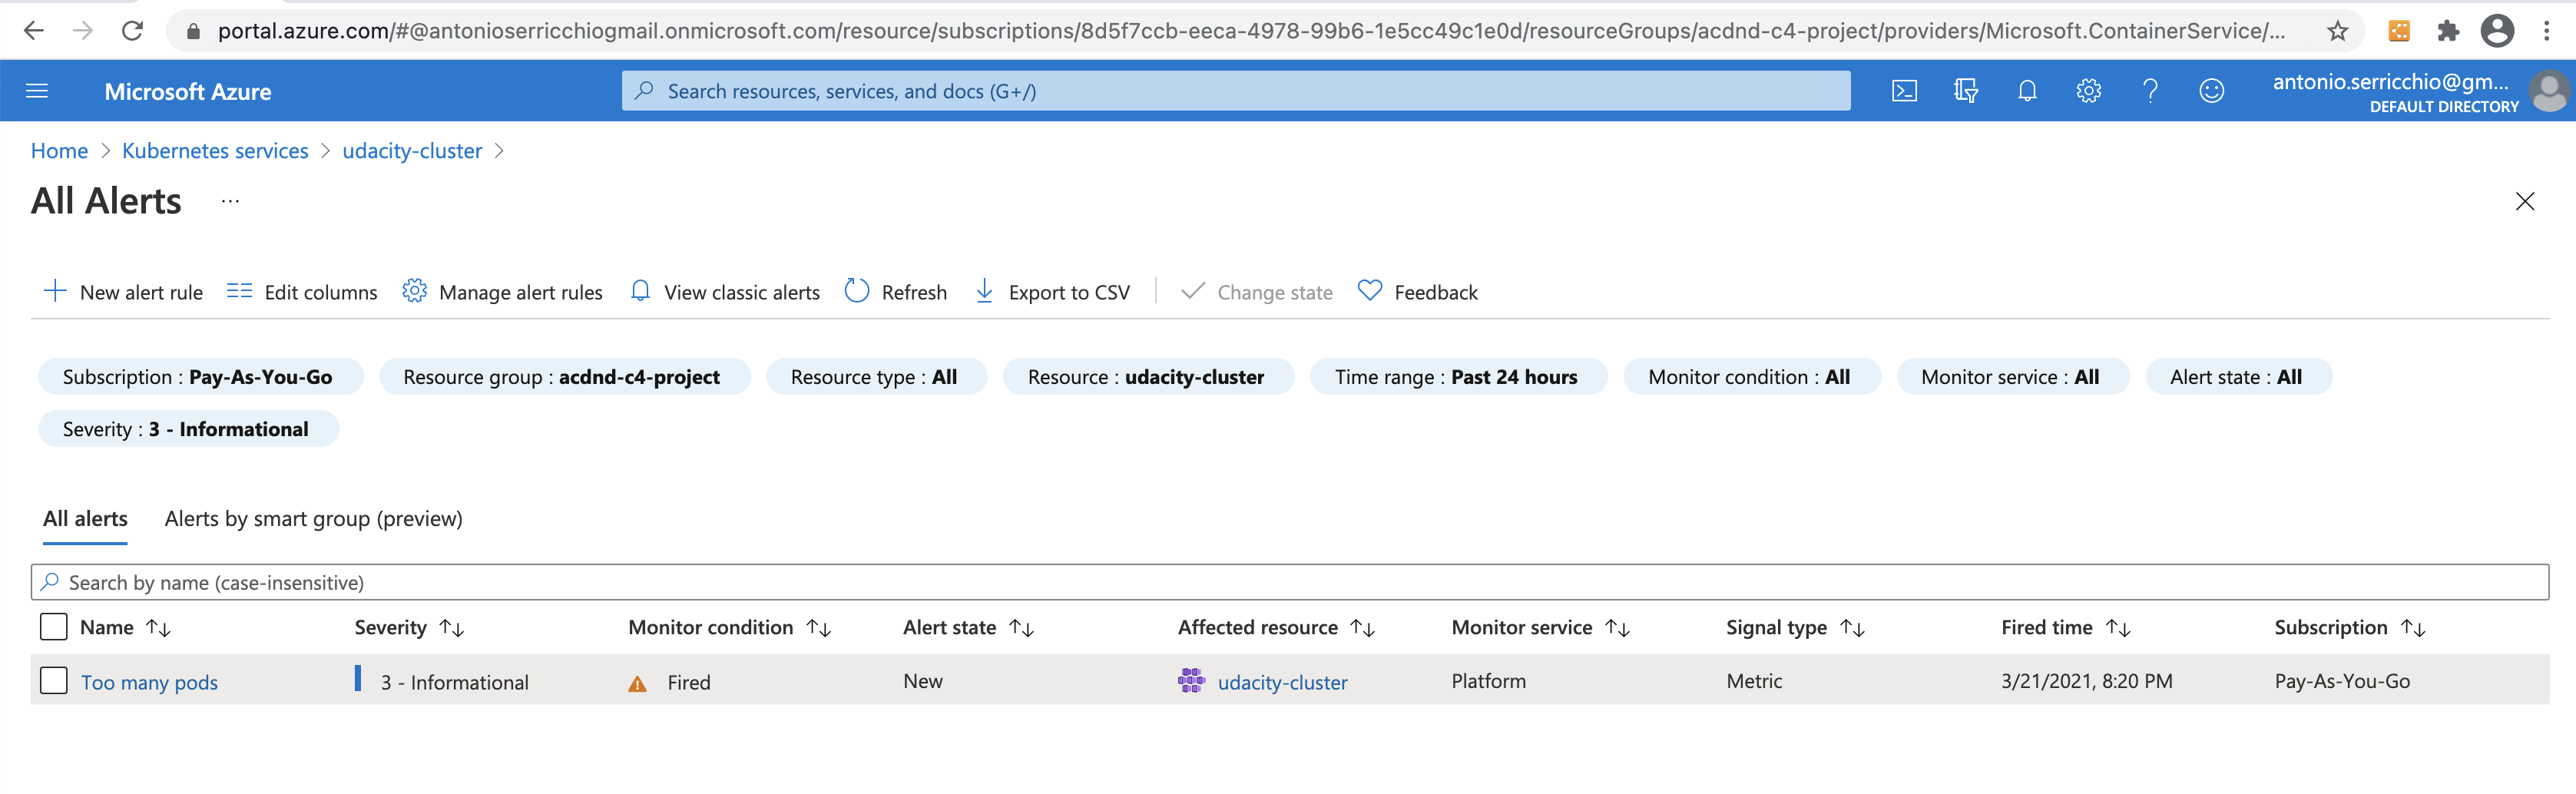 portal.azure.com/#@antonioserricchiogmail.onmicrosoft.com/resource/subscriptions/8d5f7ccb-eeca-4978-99b6-1e5cc49c1e0d/resourceGroups/acdnd-c4-project/providers/Microsoft.ContainerService/...
Microsoft Azure
Search resources, services, and docs (G+/)
antonio.serricchio@gm...
DEFAULT DIRECTORY
Home > Kubernetes services > udacity-cluster >
All Alerts ...
New alert rule Edit columns Manage alert rules View classic alerts Refresh Export to CSV Change state Feedback
Subscription : Pay-As-You-Go Resource group : acdnd-c4-project Resource type : All Resource : udacity-cluster Time range : Past 24 hours Monitor condition : All Monitor service : All Alert state : All
Severity : 3 - Informational
All alerts Alerts by smart group (preview)
Search by name (case-insensitive)
Name Severity Monitor condition Alert state Affected resource Monitor service Signal type Fired time Subscription
Too many pods 3 - Informational Fired New udacity-cluster Platform Metric 3/21/2021, 8:20 PM Pay-As-You-Go